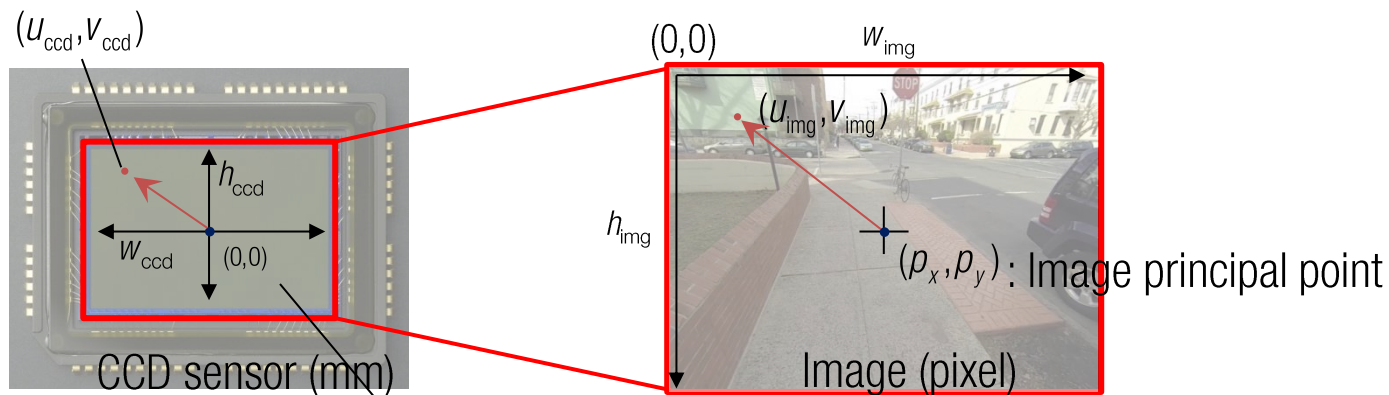 (u_ccd,v_ccd)
h_ccd
w_ccd
(0,0)
CCD sensor (mm)
(0,0)
w_img
STOP
(u_img,v_img)
h_img
(p_x,p_y) : Image principal point
Image (pixel)